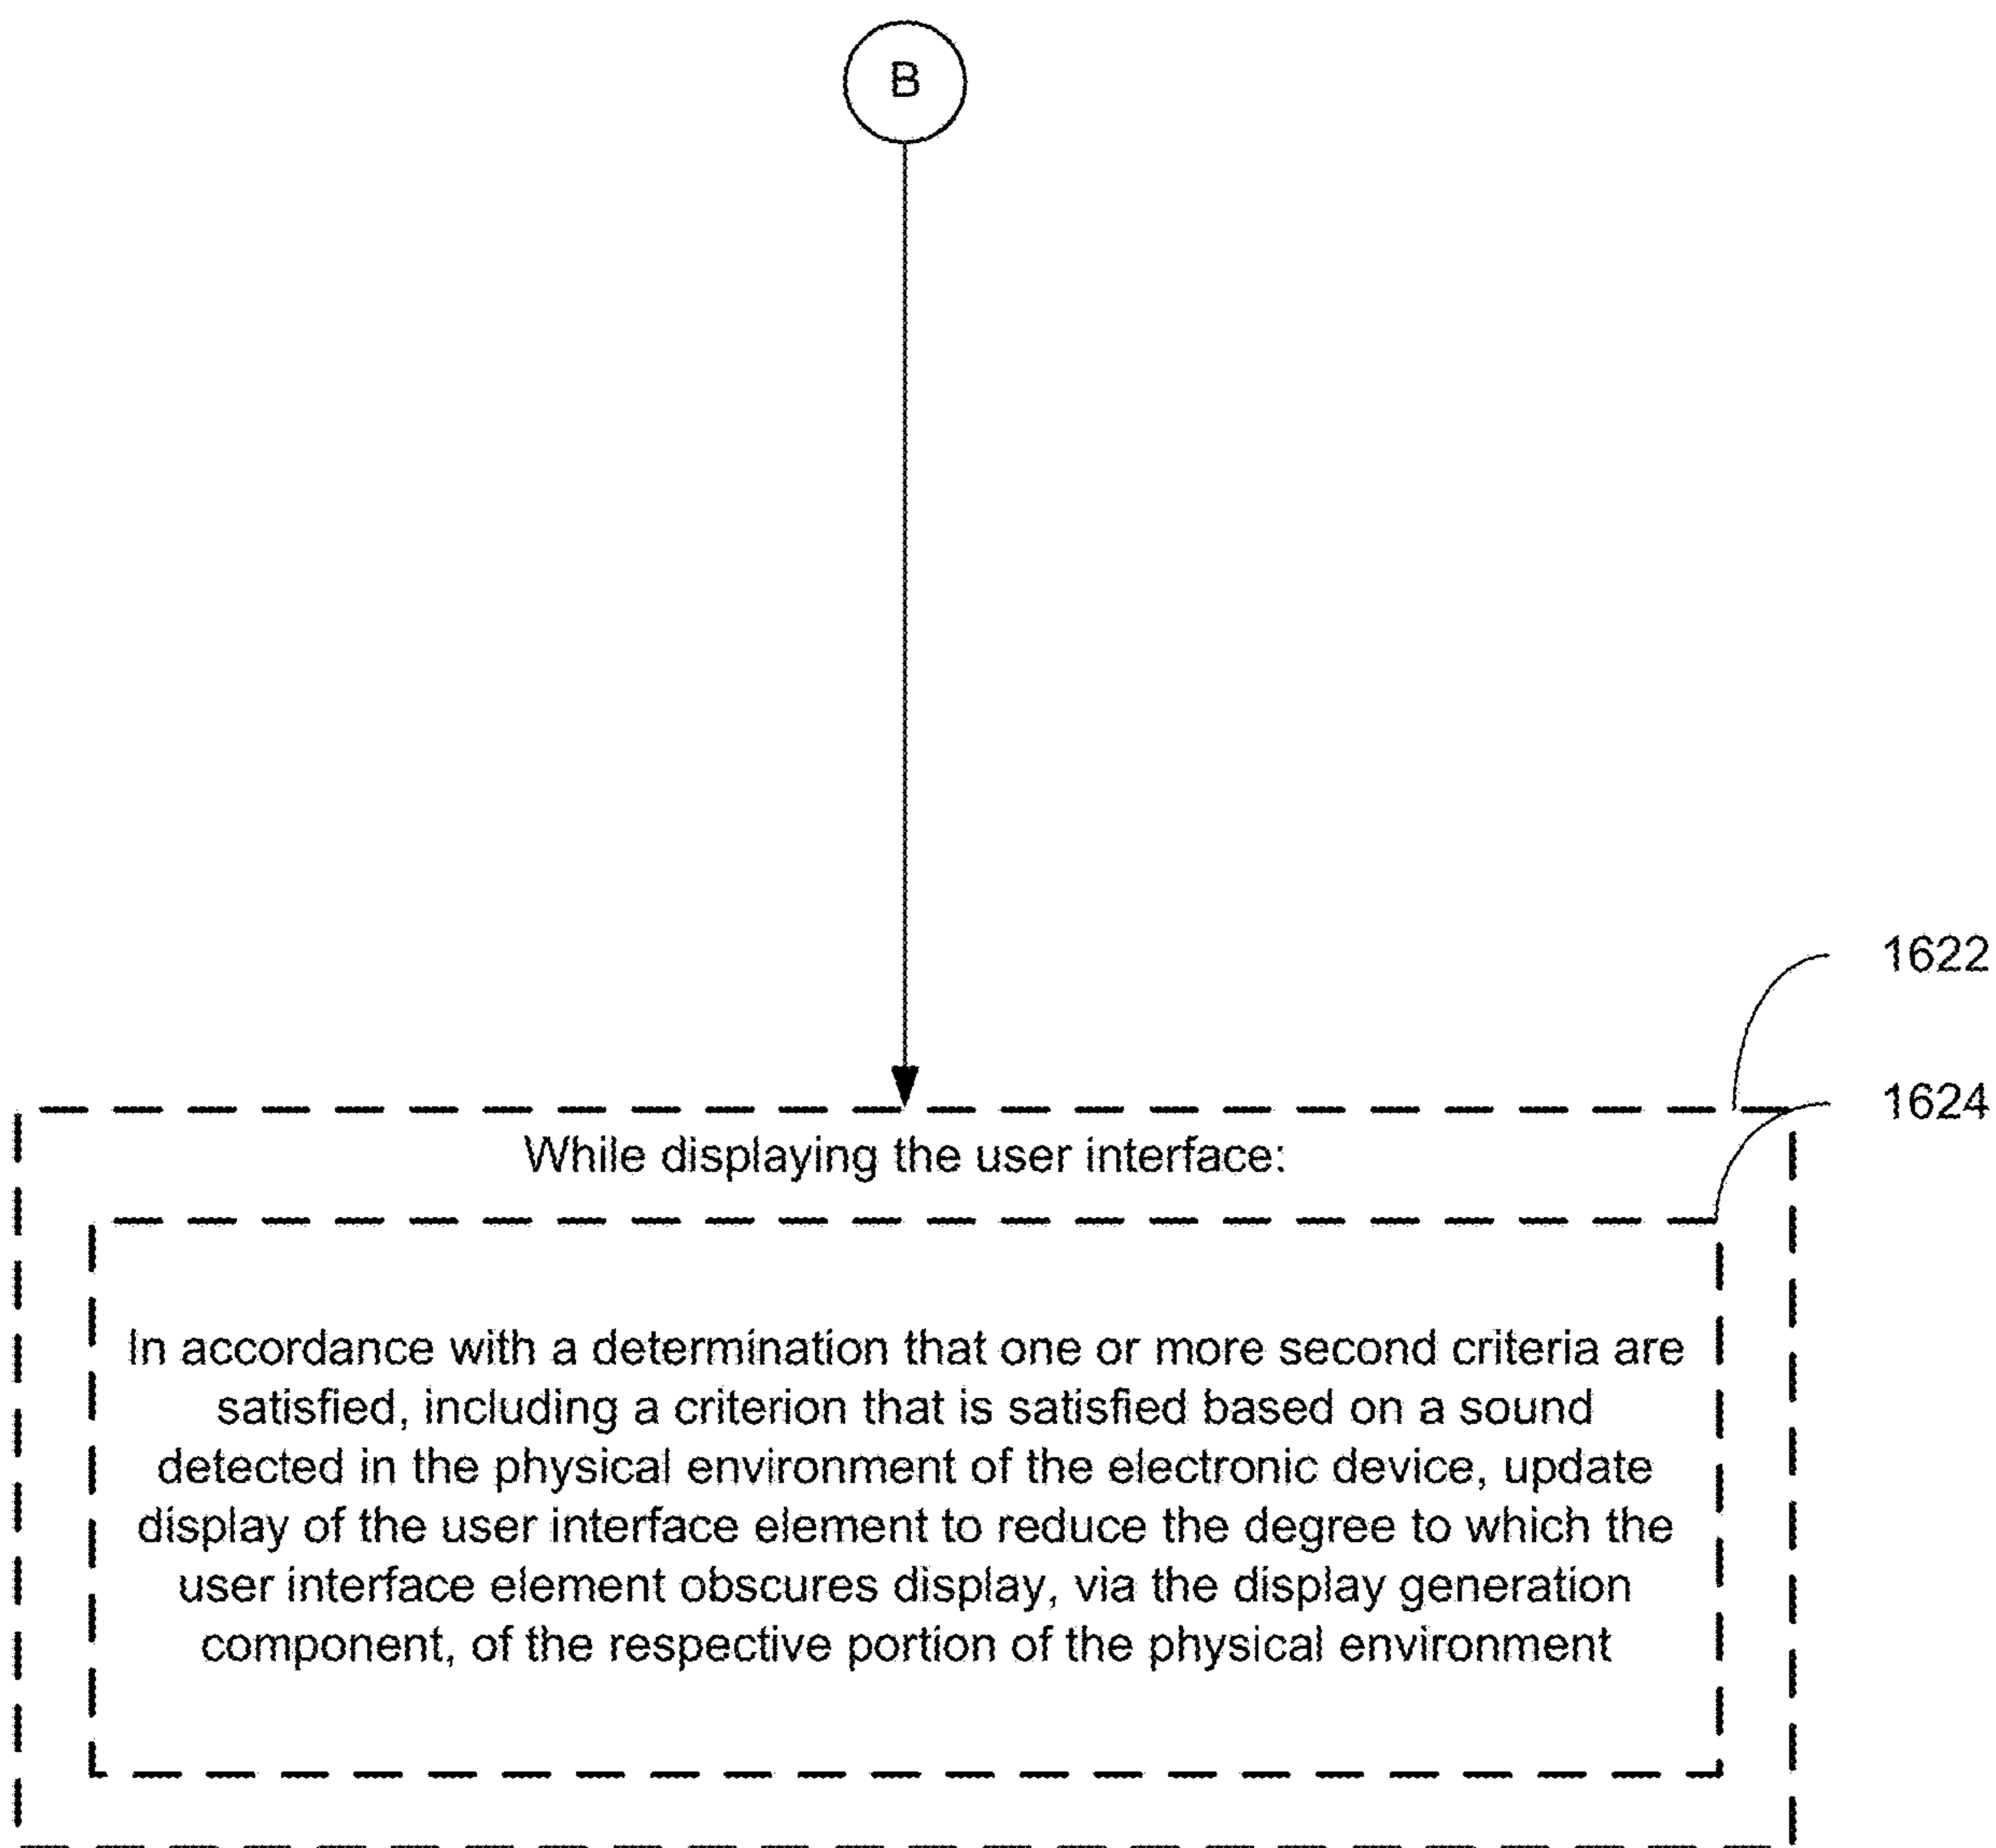 B
1622
1624
While displaying the user interface:
In accordance with a determination that one or more second criteria are
satisfied, including a criterion that is satisfied based on a sound
detected in the physical environment of the electronic device, update
display of the user interface element to reduce the degree to which the
user interface element obscures display, via the display generation
component, of the respective portion of the physical environment